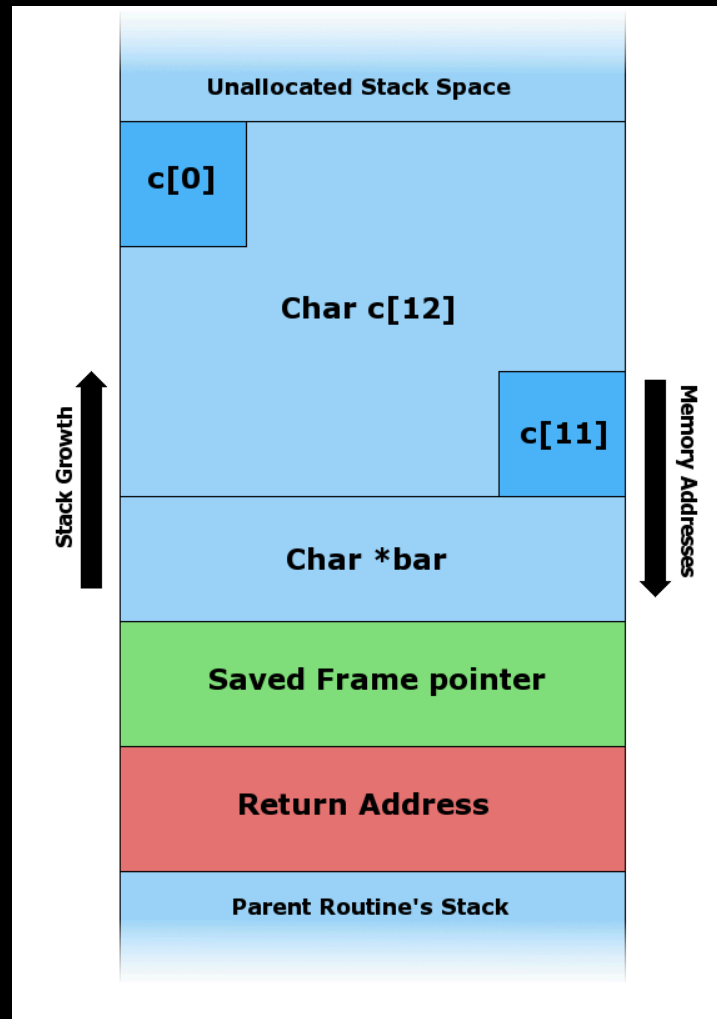 Unallocated Stack Space
c[0]
Char c[12]
Stack Growth
Memory Addresses
c[11]
Char *bar
Saved Frame pointer
Return Address
Parent Routine's Stack